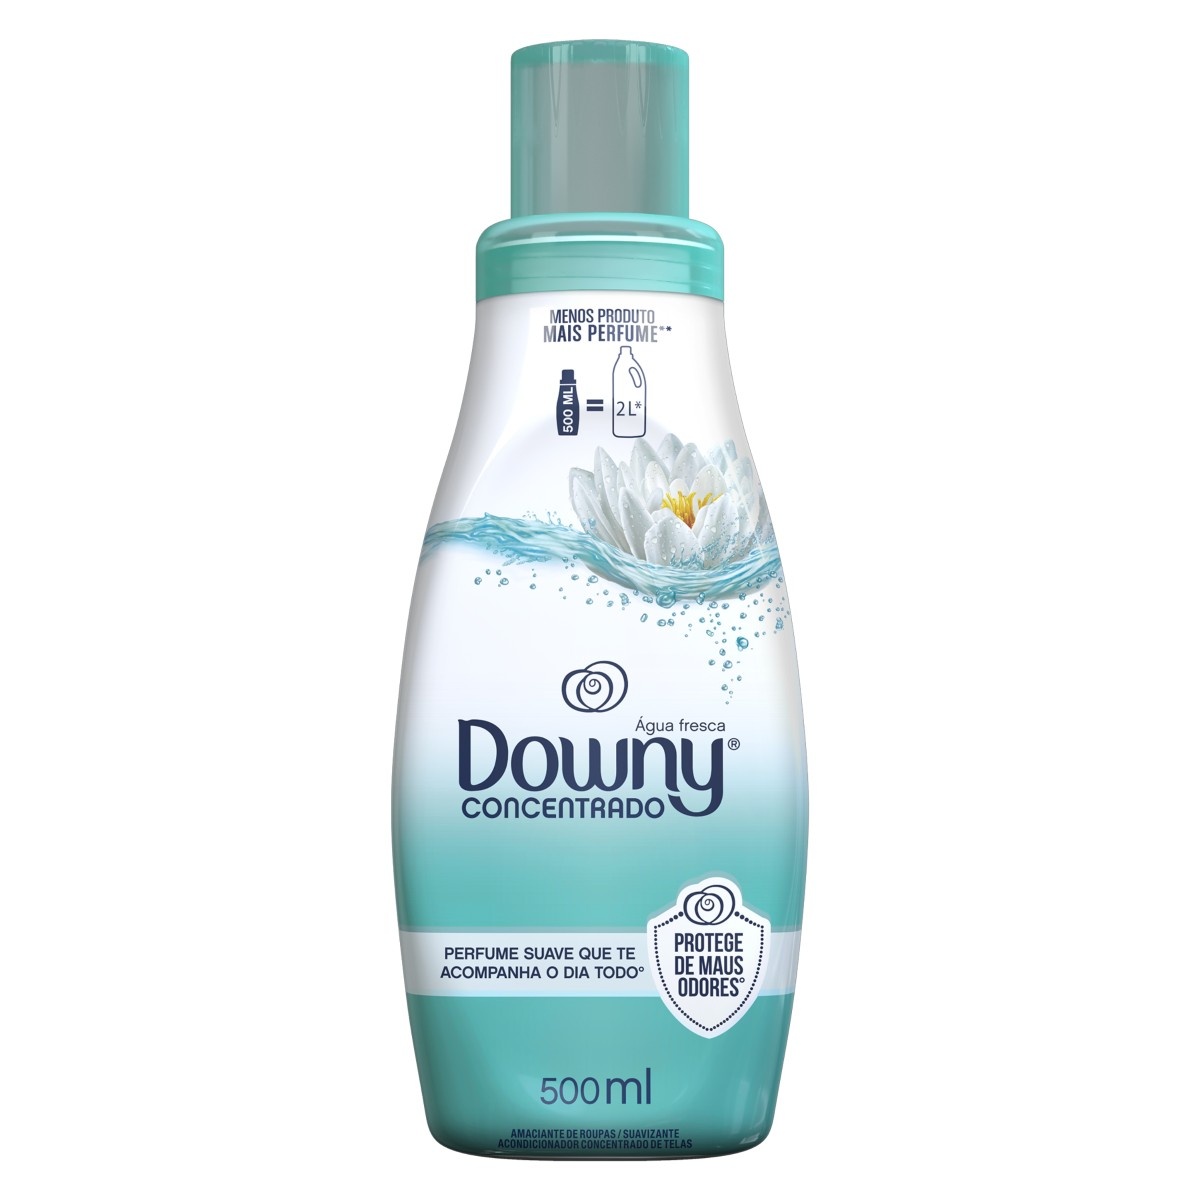 MENOS PRODUTO
MAIS PERFUME**
500 ML = 2L*
Água fresca
Downy®
CONCENTRADO
PERFUME SUAVE QUE TE
ACOMPANHA O DIA TODO°
PROTEGE
DE MAUS
ODORES°
500ml
AMACIANTE DE ROUPAS / SUAVIZANTE
ACONDICIONADOR CONCENTRADO DE TELAS